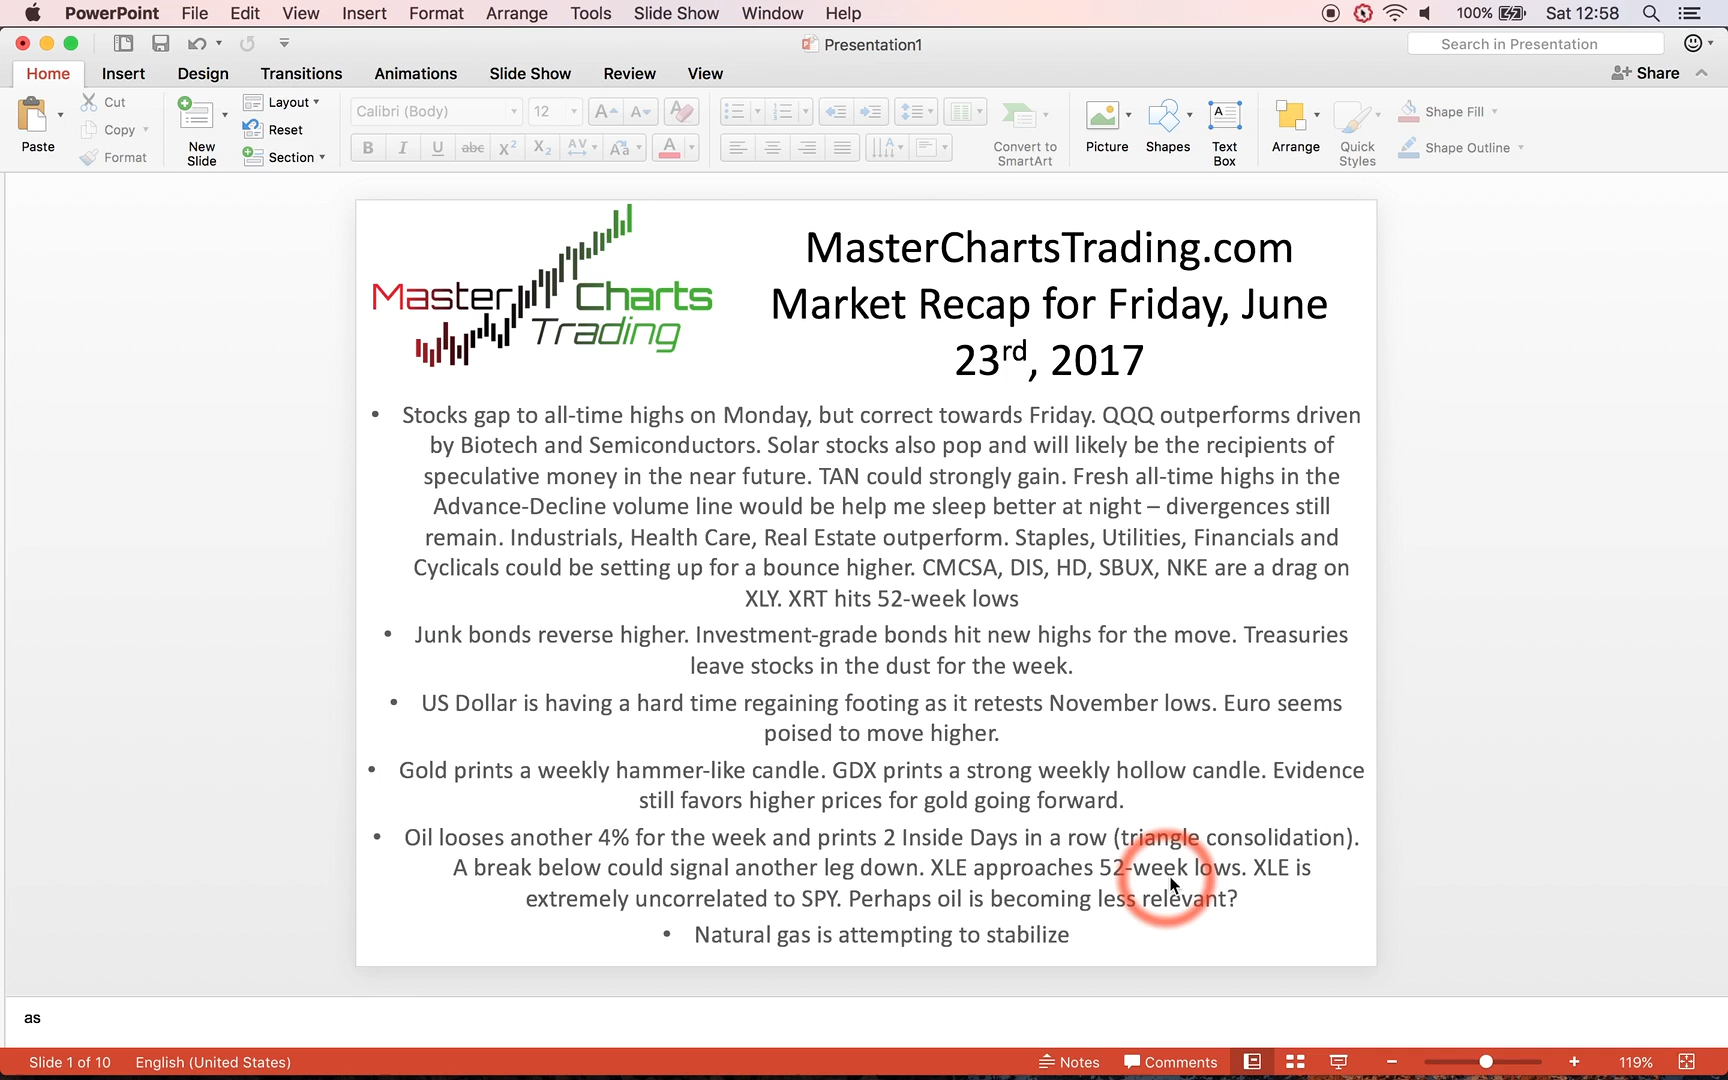 PowerPoint File Edit View Insert Format Arrange Tools Slide Show Window Help 100% Sat 12:58
Presentation1
Search in Presentation
Home Insert Design Transitions Animations Slide Show Review View Share
Paste
Cut
Copy
Format
New Slide
Layout
Reset
Section
Calibri (Body) 12
Convert to SmartArt
Picture
Shapes
Text Box
Arrange
Quick Styles
Shape Fill
Shape Outline
Master Charts
Trading
MasterChartsTrading.com
Market Recap for Friday, June
23rd, 2017
• Stocks gap to all-time highs on Monday, but correct towards Friday. QQQ outperforms driven
by Biotech and Semiconductors. Solar stocks also pop and will likely be the recipients of
speculative money in the near future. TAN could strongly gain. Fresh all-time highs in the
Advance-Decline volume line would be help me sleep better at night – divergences still
remain. Industrials, Health Care, Real Estate outperform. Staples, Utilities, Financials and
Cyclicals could be setting up for a bounce higher. CMCSA, DIS, HD, SBUX, NKE are a drag on
XLY. XRT hits 52-week lows
• Junk bonds reverse higher. Investment-grade bonds hit new highs for the move. Treasuries
leave stocks in the dust for the week.
• US Dollar is having a hard time regaining footing as it retests November lows. Euro seems
poised to move higher.
• Gold prints a weekly hammer-like candle. GDX prints a strong weekly hollow candle. Evidence
still favors higher prices for gold going forward.
• Oil looses another 4% for the week and prints 2 Inside Days in a row (triangle consolidation).
A break below could signal another leg down. XLE approaches 52-week lows. XLE is
extremely uncorrelated to SPY. Perhaps oil is becoming less relevant?
• Natural gas is attempting to stabilize
as
Slide 1 of 10 English (United States) Notes Comments 119%